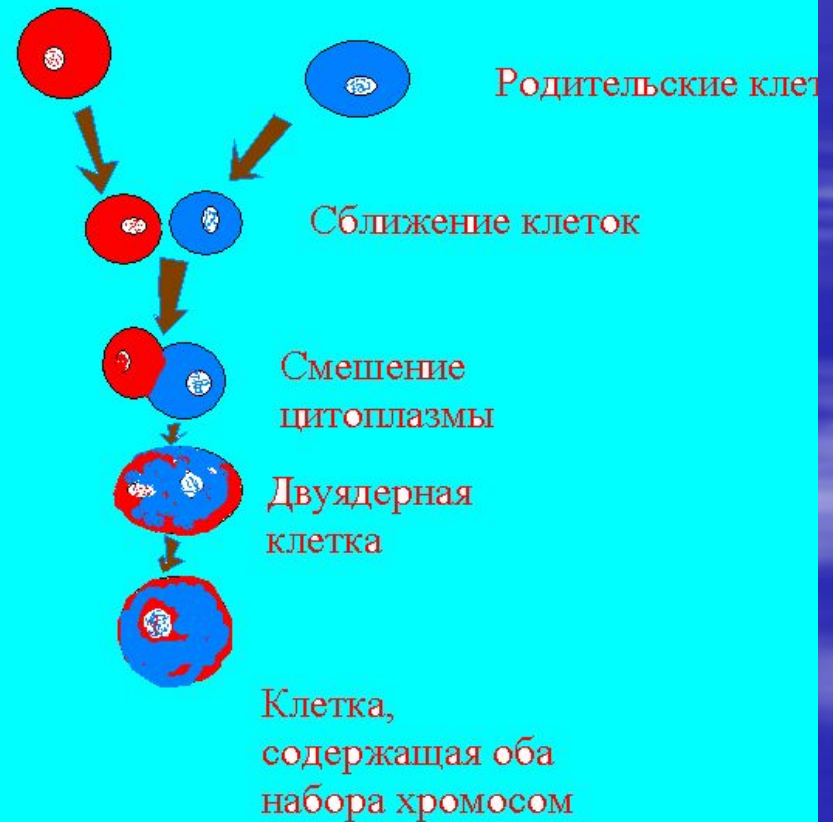 Родительские клет
Сближение клеток
Смешение
цитоплазмы
Двуядерная
клетка
Клетка,
содержащая оба
набора хромосом